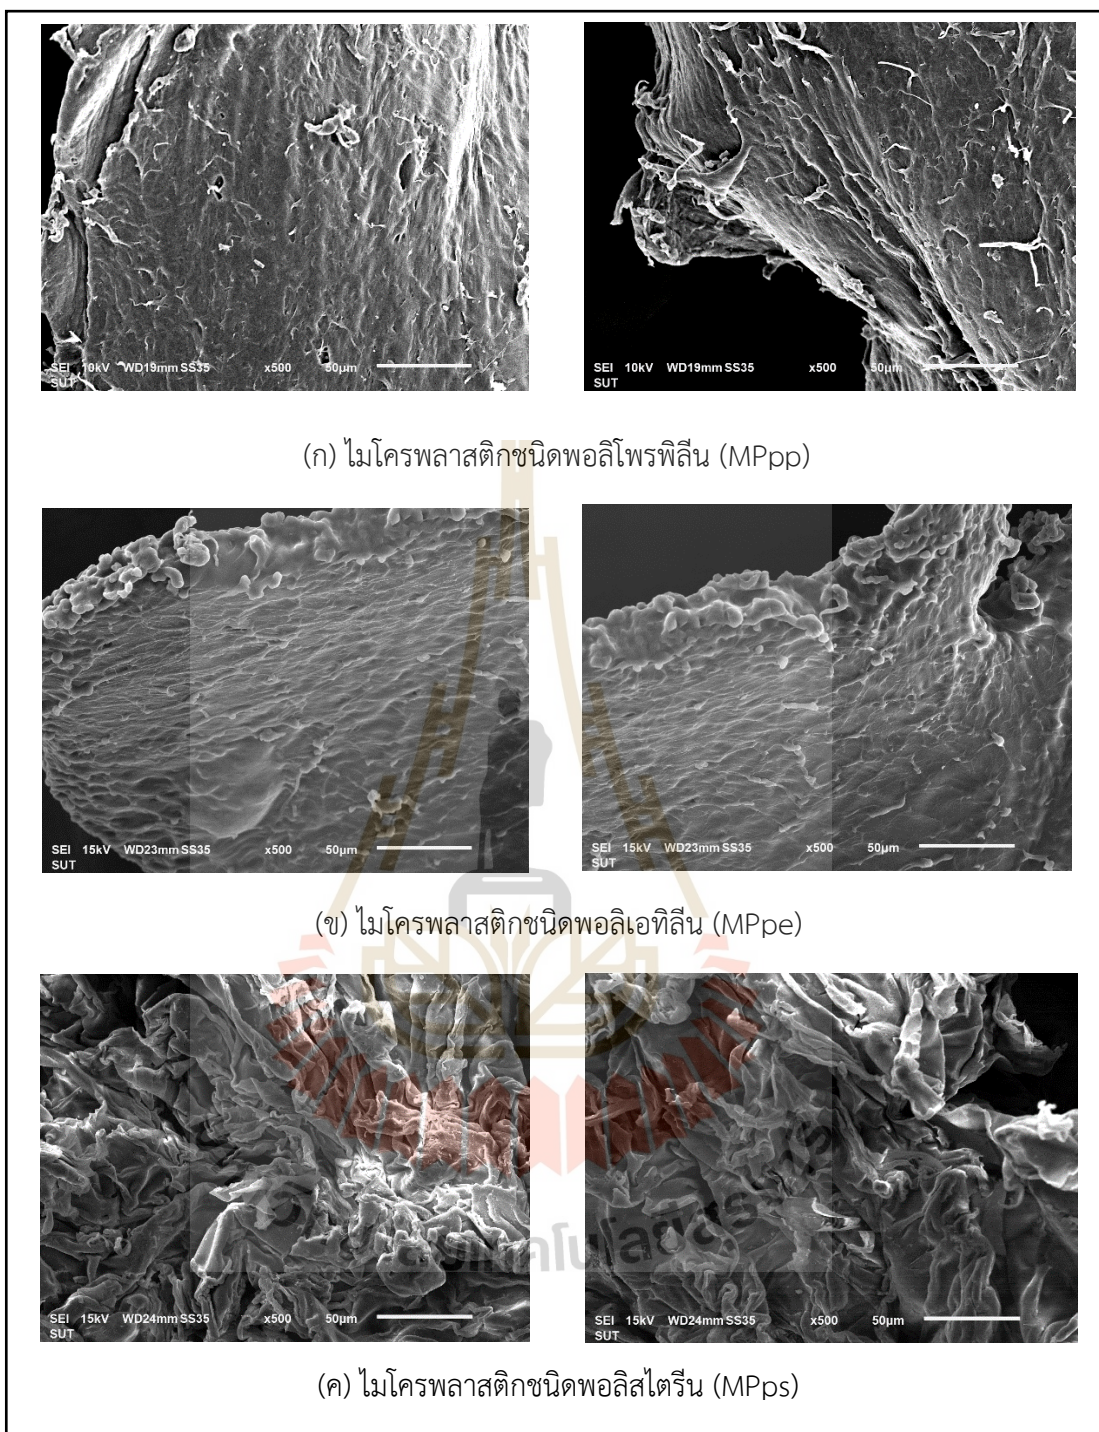 SEI 10kV WD19mm SS35 x500 50µm
SUT
SEI 10kV WD19mm SS35 x500 50µm
SUT
(ก) ไมโครพลาสติกชนิดพอลิโพรพิลีน (MPpp)
SEI 15kV WD23mm SS35 x500 50µm
SUT
SEI 15kV WD23mm SS35 x500 50µm
SUT
(ข) ไมโครพลาสติกชนิดพอลิเอทิลีน (MPpe)
SEI 15kV WD24mm SS35 x500 50µm
SUT
SEI 15kV WD24mm SS35 x500 50µm
SUT
(ค) ไมโครพลาสติกชนิดพอลิสไตรีน (MPps)